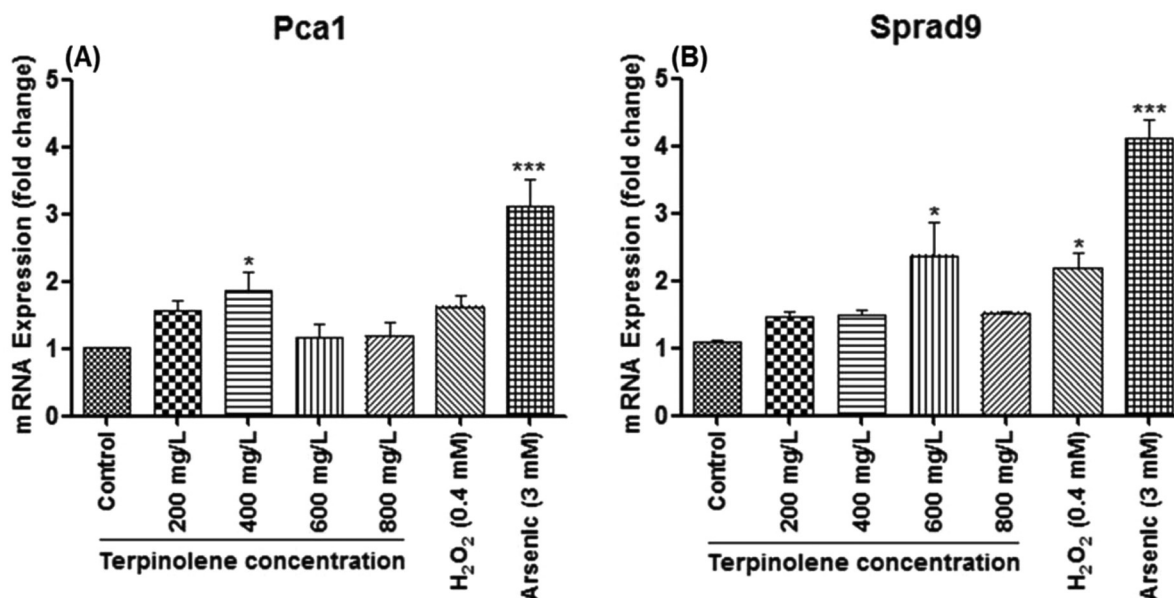 Pca1
(A)
mRNA Expression (fold change)
5
4
3
2
1
0
*
***
Control
200 mg/L
400 mg/L
600 mg/L
800 mg/L
H₂O₂ (0.4 mM)
Arsenic (3 mM)
Terpinolene concentration
Sprad9
(B)
mRNA Expression (fold change)
5
4
3
2
1
0
*
*
***
Control
200 mg/L
400 mg/L
600 mg/L
800 mg/L
H₂O₂ (0.4 mM)
Arsenic (3 mM)
Terpinolene concentration